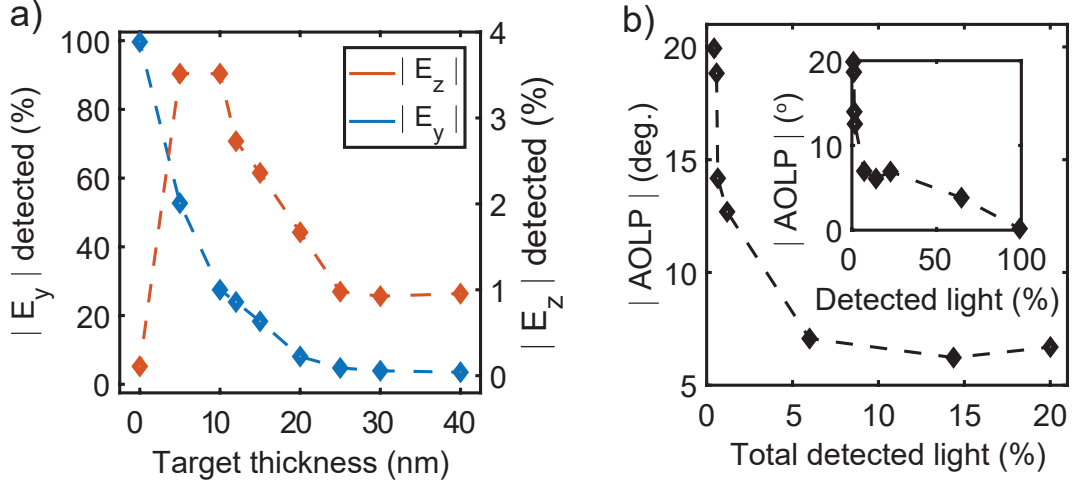 a)
100
80
60
40
20
0
| E_y | detected (%)
| E_z |
| E_y |
4
3
2
1
0
| E_z | detected (%)
0 10 20 30 40
Target thickness (nm)
b)
20
15
10
5
| AOLP | (deg.)
20
10
0
| AOLP | (º)
0 50 100
Detected light (%)
0 5 10 15 20
Total detected light (%)